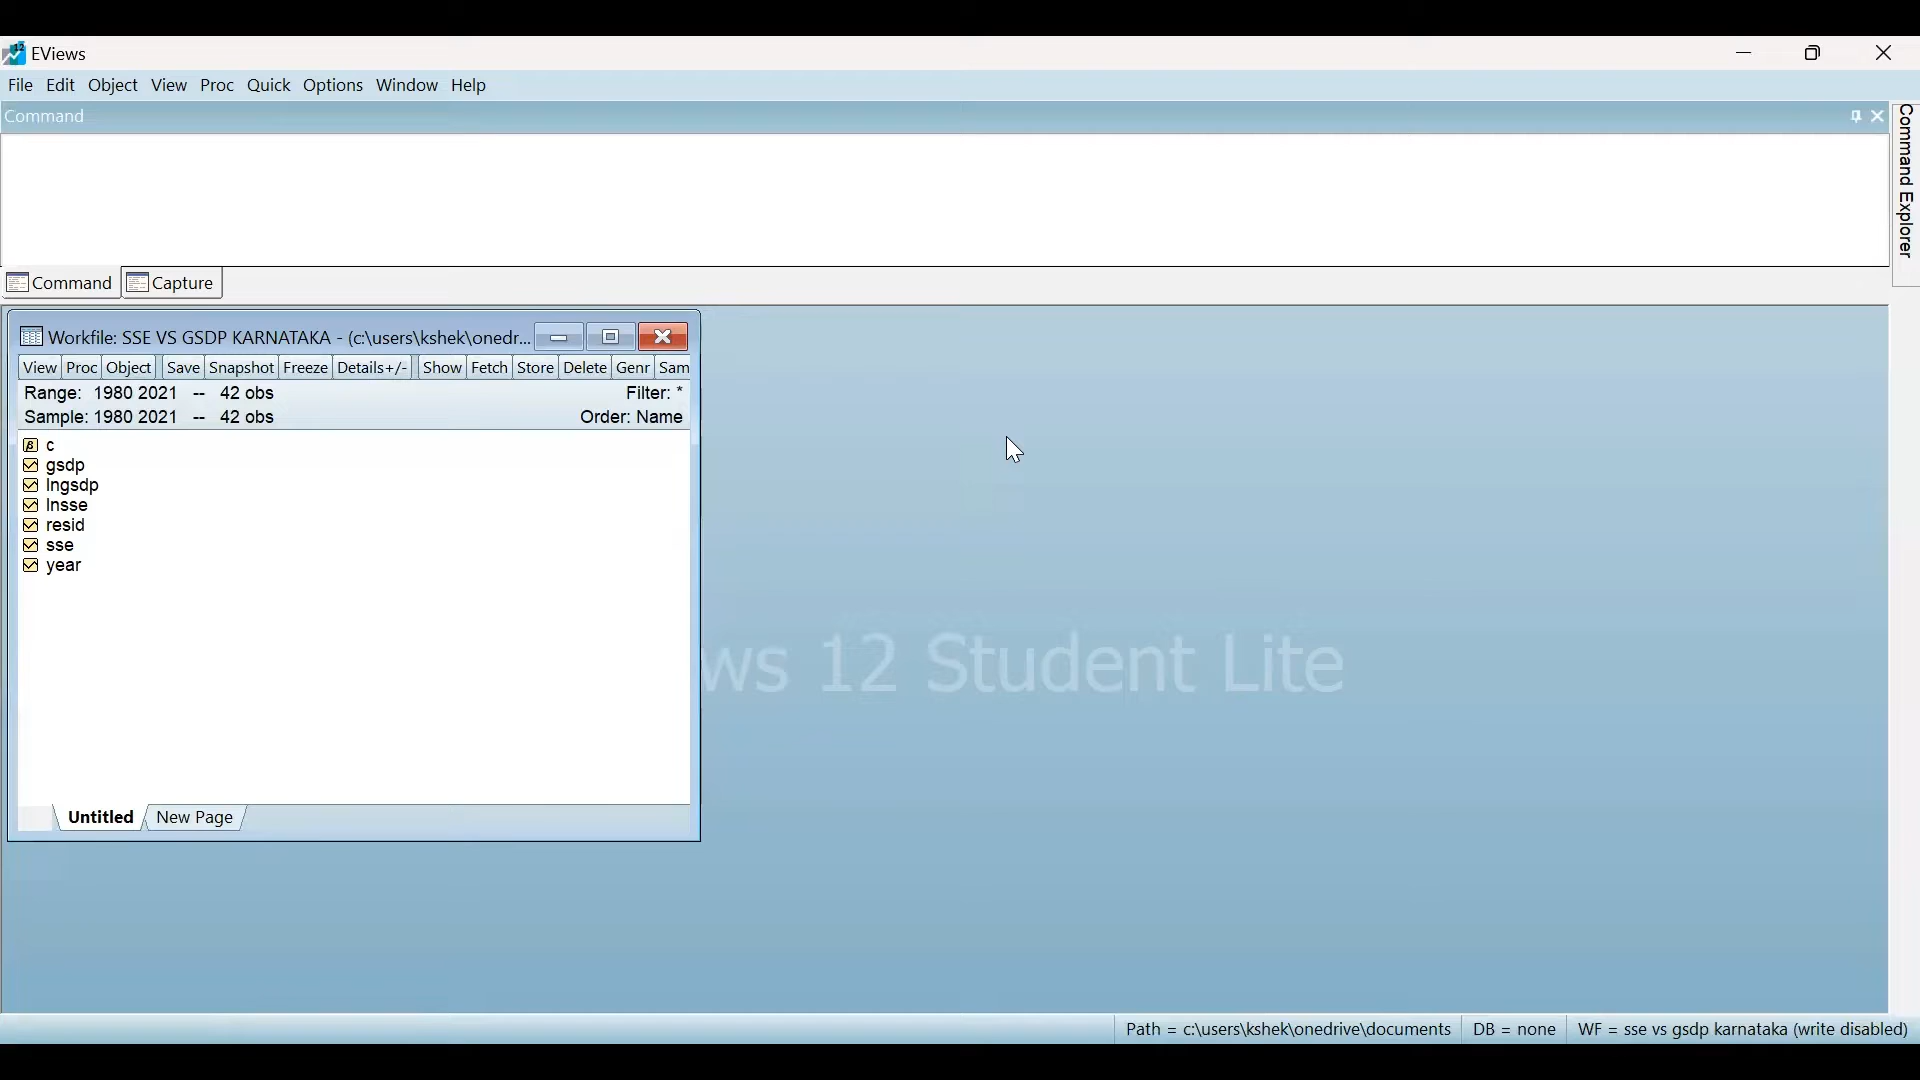 EViews
File Edit Object View Proc Quick Options Window Help
Command
Command Explorer
Command Capture
Workfile: SSE VS GSDP KARNATAKA - (c:\users\kshek\onedr...
View Proc Object Save Snapshot Freeze Details+/- Show Fetch Store Delete Genr Sam
Range: 1980 2021 -- 42 obs Filter: *
Sample: 1980 2021 -- 42 obs Order: Name
β c
gsdp
lngsdp
lnsse
resid
sse
year
ws 12 Student Lite
Untitled New Page
Path = c:\users\kshek\onedrive\documents DB = none WF = sse vs gsdp karnataka (write disabled)